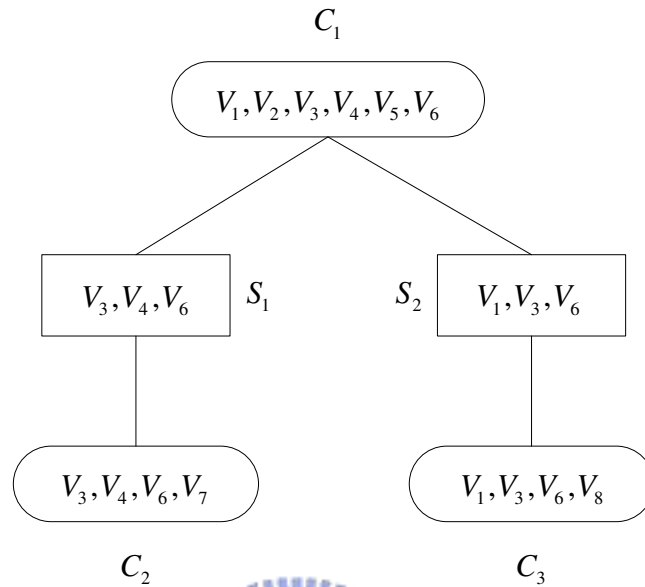 C₁
V₁,V₂,V₃,V₄,V₅,V₆
V₃,V₄,V₆ S₁
S₂ V₁,V₃,V₆
V₃,V₄,V₆,V₇
V₁,V₃,V₆,V₈
C₂
C₃